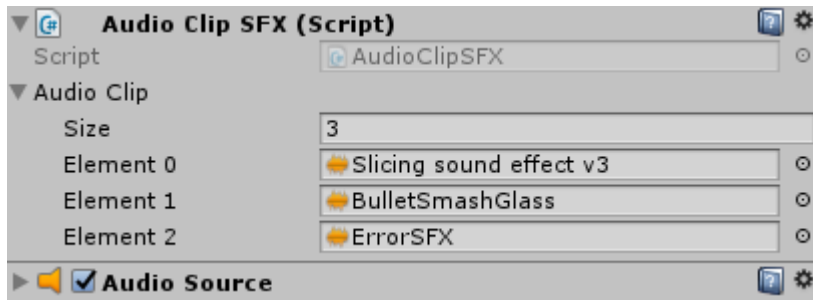 Audio Clip SFX (Script)
Script AudioClipSFX
Audio Clip
Size 3
Element 0 Slicing sound effect v3
Element 1 BulletSmashGlass
Element 2 ErrorSFX
Audio Source